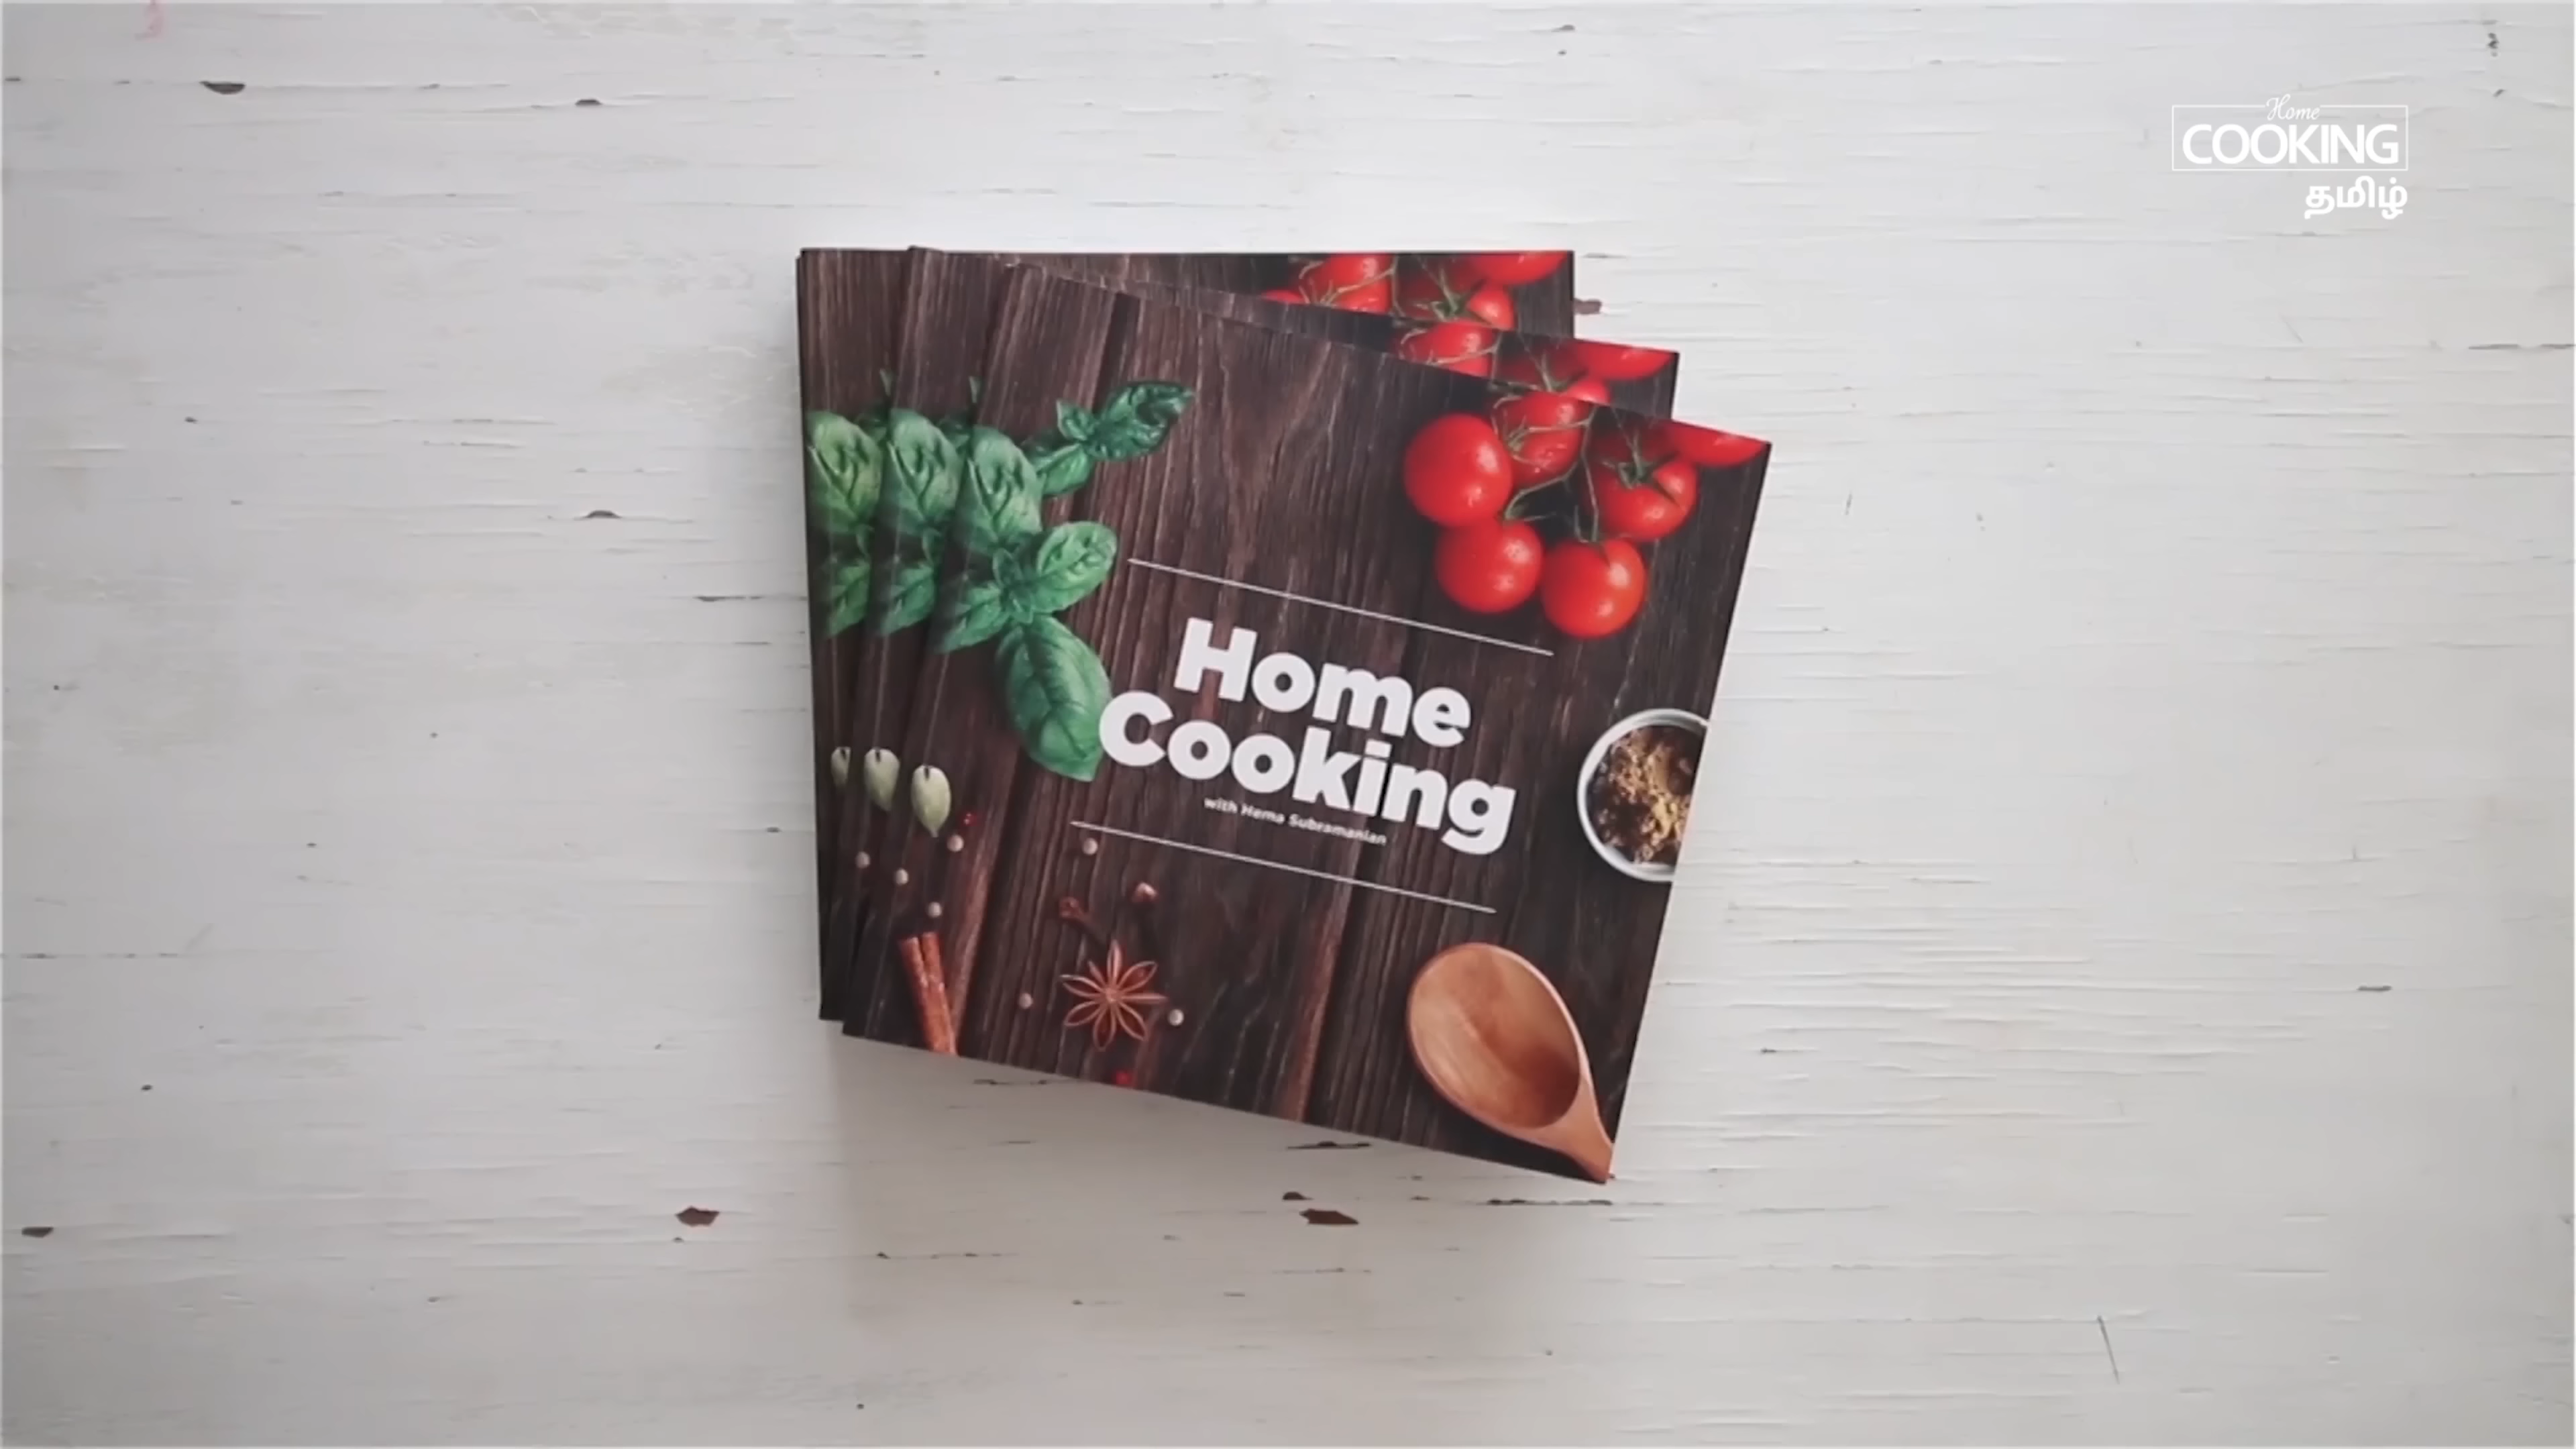 Home
COOKING
தமிழ்
Home
Cooking
with Hema Subramanian